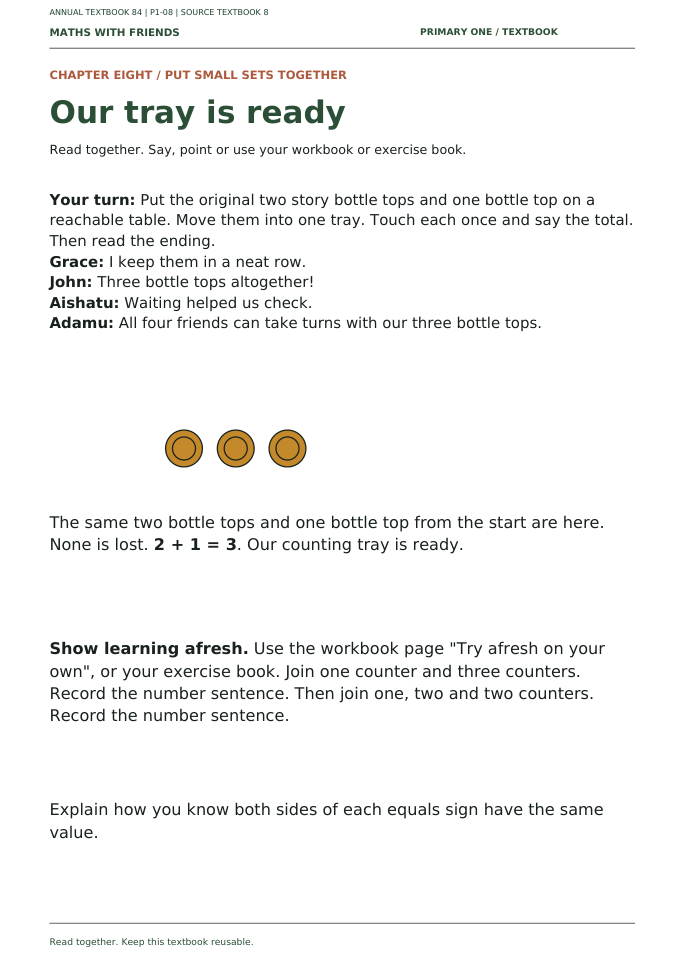 ANNUAL TEXTBOOK 84 | P1-08 | SOURCE TEXTBOOK 8
MATHS WITH FRIENDS
PRIMARY ONE / TEXTBOOK
CHAPTER EIGHT / PUT SMALL SETS TOGETHER
Our tray is ready
Read together. Say, point or use your workbook or exercise book.
Your turn: Put the original two story bottle tops and one bottle top on a
reachable table. Move them into one tray. Touch each once and say the total.
Then read the ending.
Grace: I keep them in a neat row.
John: Three bottle tops altogether!
Aishatu: Waiting helped us check.
Adamu: All four friends can take turns with our three bottle tops.
The same two bottle tops and one bottle top from the start are here.
None is lost. 2 + 1 = 3. Our counting tray is ready.
Show learning afresh. Use the workbook page "Try afresh on your
own", or your exercise book. Join one counter and three counters.
Record the number sentence. Then join one, two and two counters.
Record the number sentence.
Explain how you know both sides of each equals sign have the same
value.
Read together. Keep this textbook reusable.